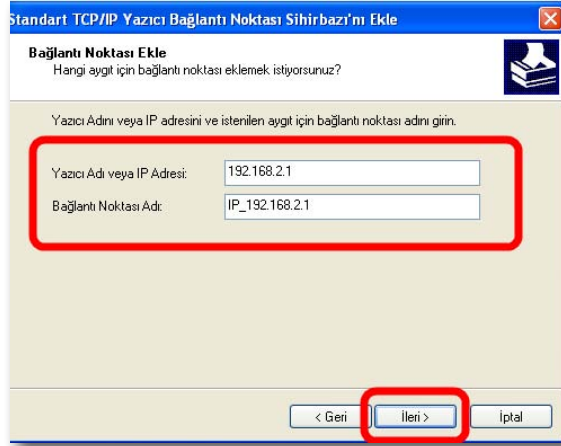 Standart TCP/IP Yazıcı Bağlantı Noktası Sihirbazı'nı Ekle
Bağlantı Noktası Ekle
Hangi aygıt için bağlantı noktası eklemek istiyorsunuz?
Yazıcı Adını veya IP adresini ve istenilen aygıt için bağlantı noktası adını girin.
Yazıcı Adı veya IP Adresi: 192.168.2.1
Bağlantı Noktası Adı: IP_192.168.2.1
< Geri İleri > İptal